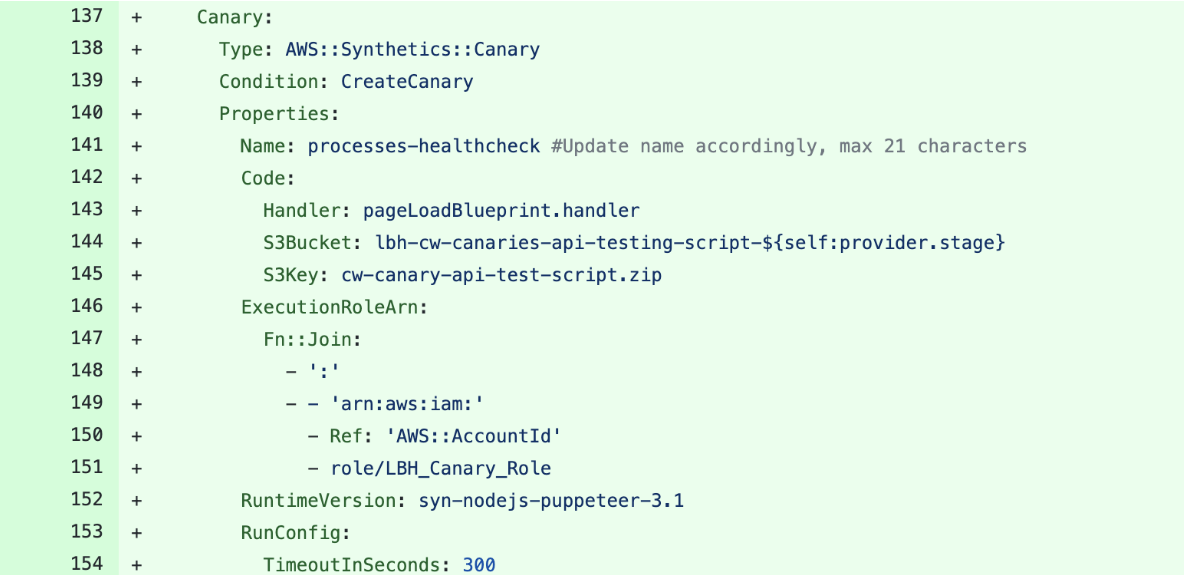 137 + Canary:
138 + Type: AWS::Synthetics::Canary
139 + Condition: CreateCanary
140 + Properties:
141 + Name: processes-healthcheck #Update name accordingly, max 21 characters
142 + Code:
143 + Handler: pageLoadBlueprint.handler
144 + S3Bucket: lbh-cw-canaries-api-testing-script-${self:provider.stage}
145 + S3Key: cw-canary-api-test-script.zip
146 + ExecutionRoleArn:
147 + Fn::Join:
148 + - ':'
149 + - - 'arn:aws:iam:'
150 + - Ref: 'AWS::AccountId'
151 + - role/LBH_Canary_Role
152 + RuntimeVersion: syn-nodejs-puppeteer-3.1
153 + RunConfig:
154 + TimeoutInSeconds: 300